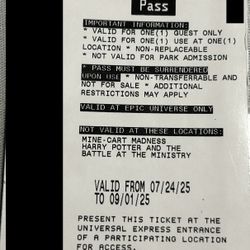 Pass
IMPORTANT INFORMATION:
* VALID FOR ONE(1) GUEST ONLY
* VALID FOR ONE(1) USE AT ONE(1)
LOCATION * NON-REPLACEABLE
* NOT VALID FOR PARK ADMISSION
* PASS MUST BE SURRENDERED
UPON USE * NON-TRANSFERRABLE AND
NOT FOR SALE * ADDITIONAL
RESTRICTIONS MAY APPLY
VALID AT EPIC UNIVERSE ONLY
NOT VALID AT THESE LOCATIONS:
MINE-CART MADNESS
HARRY POTTER AND THE
BATTLE AT THE MINISTRY
VALID FROM 07/24/25
TO 09/01/25
PRESENT THIS TICKET AT THE
UNIVERSAL EXPRESS ENTRANCE
OF A PARTICIPATING LOCATION
FOR ACCESS.